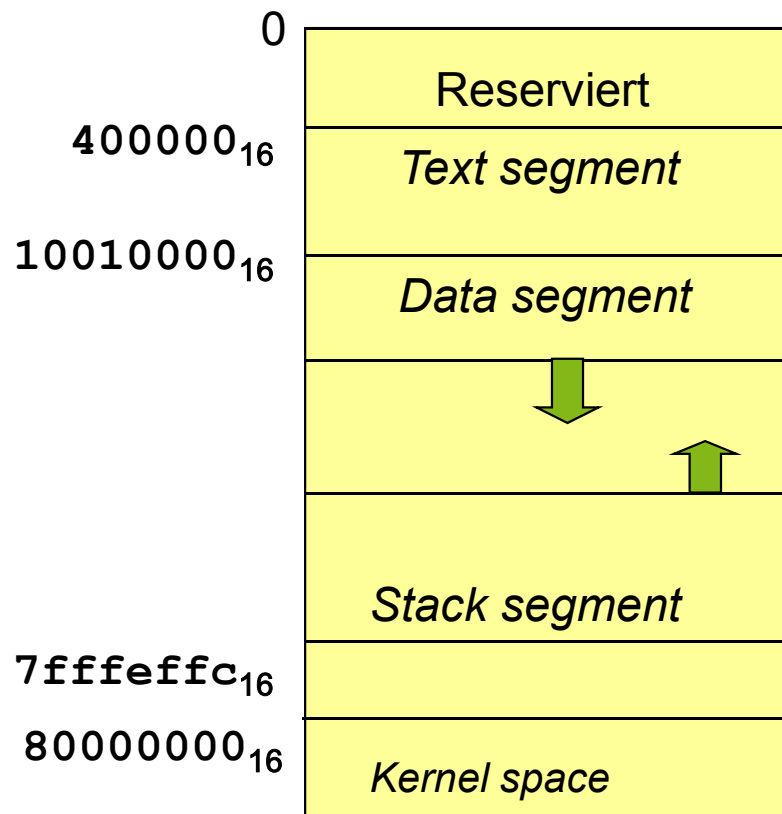 0
Reserviert
400000₁₆
Text segment
10010000₁₆
Data segment
Stack segment
7fffeffc₁₆
80000000₁₆
Kernel space